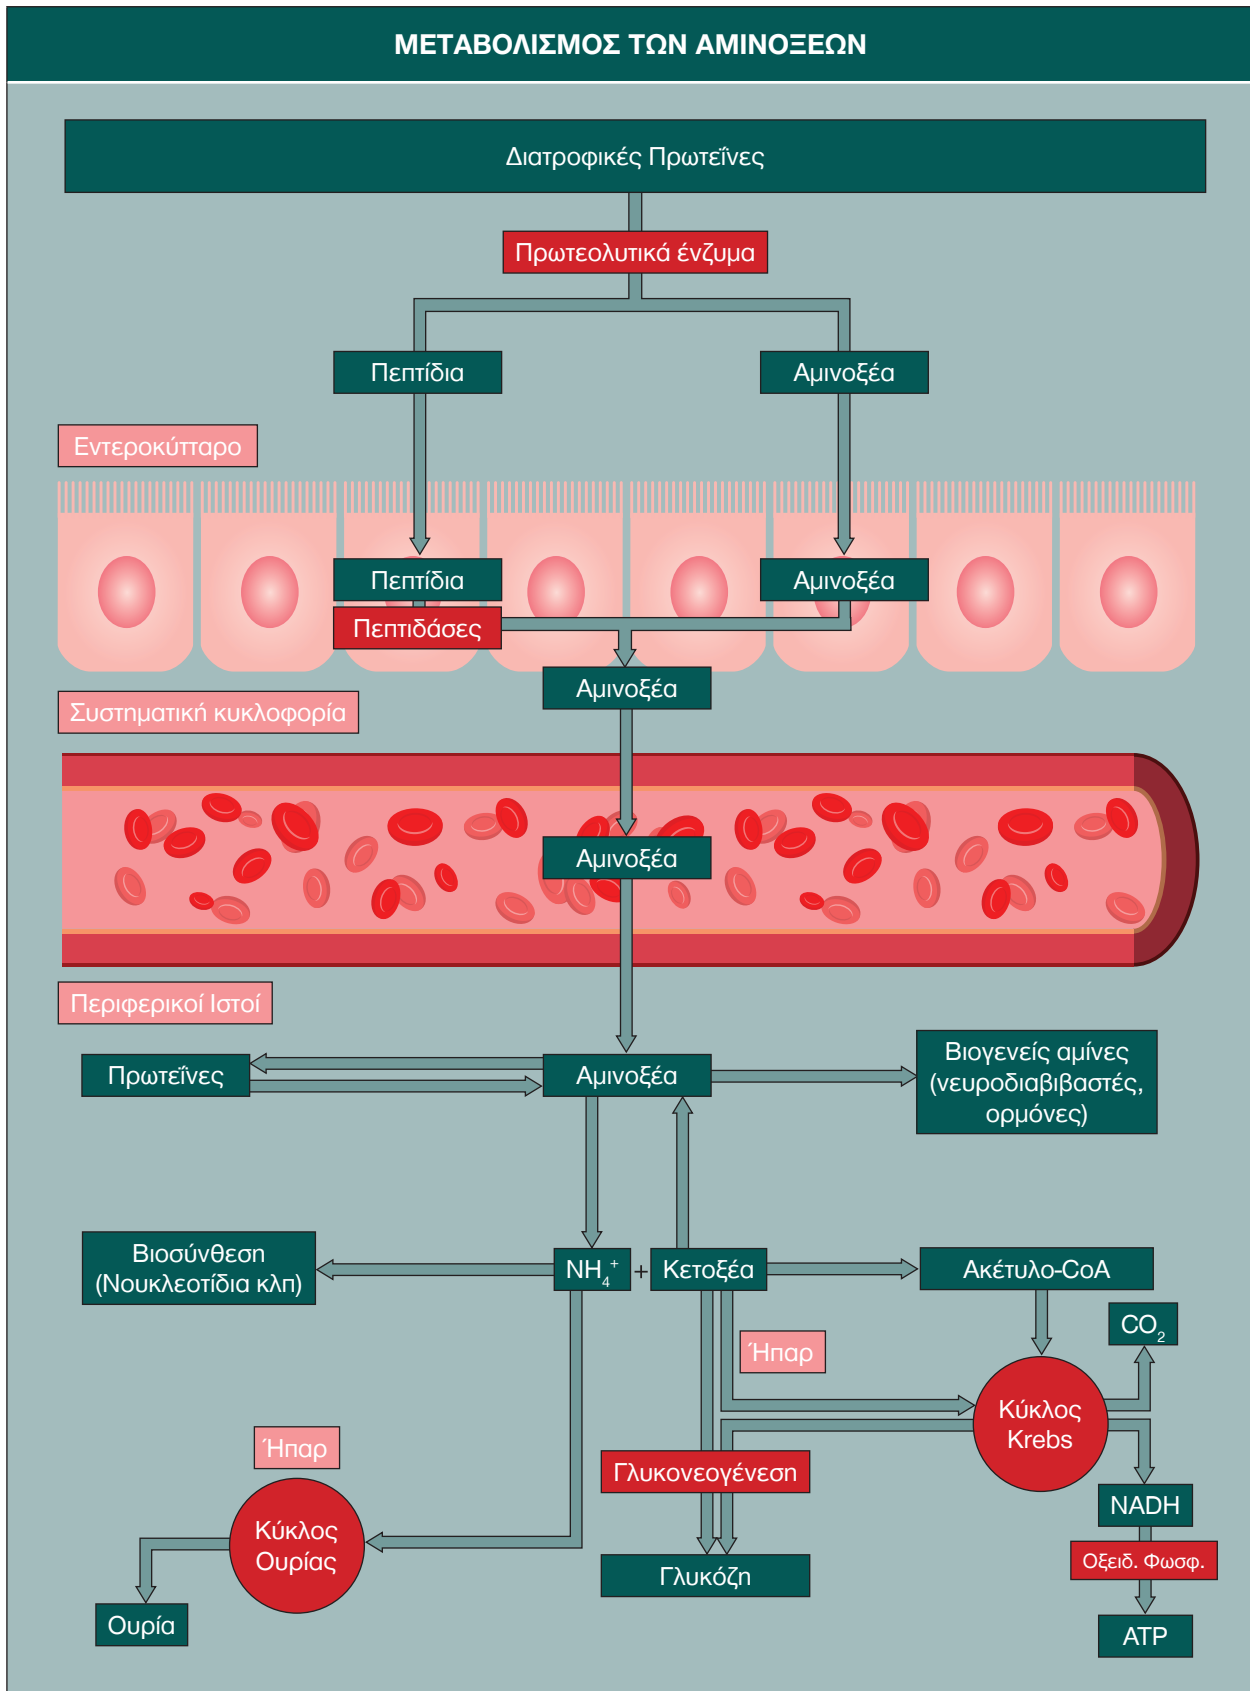 ΜΕΤΑΒΟΛΙΣΜΟΣ ΤΩΝ ΑΜΙΝΟΞΕΩΝ
Διατροφικές Πρωτεΐνες
Πρωτεολυτικά ένζυμα
Πεπτίδια
Αμινοξέα
Εντεροκύτταρο
Πεπτίδια
Αμινοξέα
Πεπτιδάσες
Αμινοξέα
Συστηματική κυκλοφορία
Αμινοξέα
Περιφερικοί Ιστοί
Πρωτεΐνες
Αμινοξέα
Βιογενείς αμίνες
(νευροδιαβιβαστές,
ορμόνες)
Βιοσύνθεση
(Νουκλεοτίδια κλπ)
NH₄⁺ + Κετοξέα
Ακέτυλο-CoA
CO₂
Ήπαρ
Κύκλος
Krebs
Ήπαρ
Γλυκονεογένεση
NADH
Κύκλος
Ουρίας
Οξειδ. Φωσφ.
Γλυκόζη
Ουρία
ATP